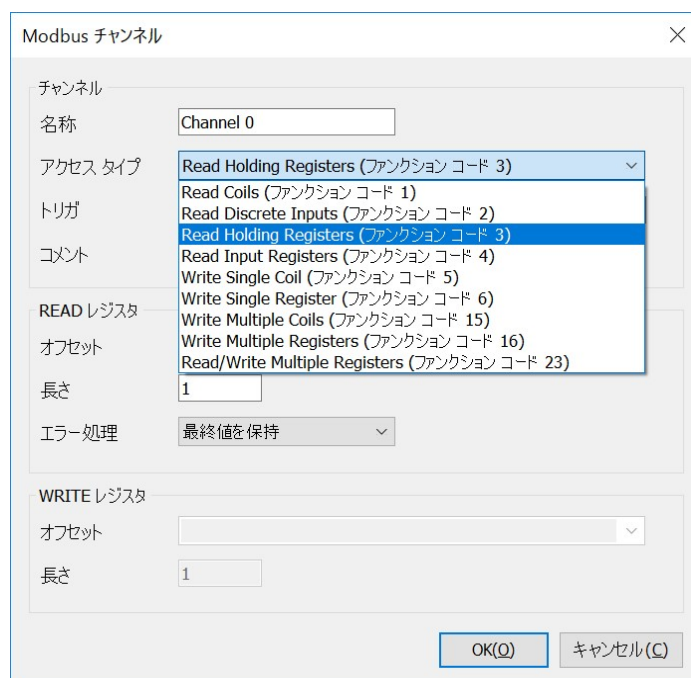 Modbus チャンネル
チャンネル
名称
Channel 0
アクセス タイプ
Read Holding Registers (ファンクション コード 3)
Read Coils (ファンクション コード 1)
トリガ
Read Discrete Inputs (ファンクション コード 2)
Read Holding Registers (ファンクション コード 3)
コメント
Read Input Registers (ファンクション コード 4)
Write Single Coil (ファンクション コード 5)
Write Single Register (ファンクション コード 6)
READ レジスタ
Write Multiple Coils (ファンクション コード 15)
オフセット
Write Multiple Registers (ファンクション コード 16)
Read/Write Multiple Registers (ファンクション コード 23)
長さ
1
エラー処理
最終値を保持
WRITE レジスタ
オフセット
長さ
1
OK(O)
キャンセル(C)